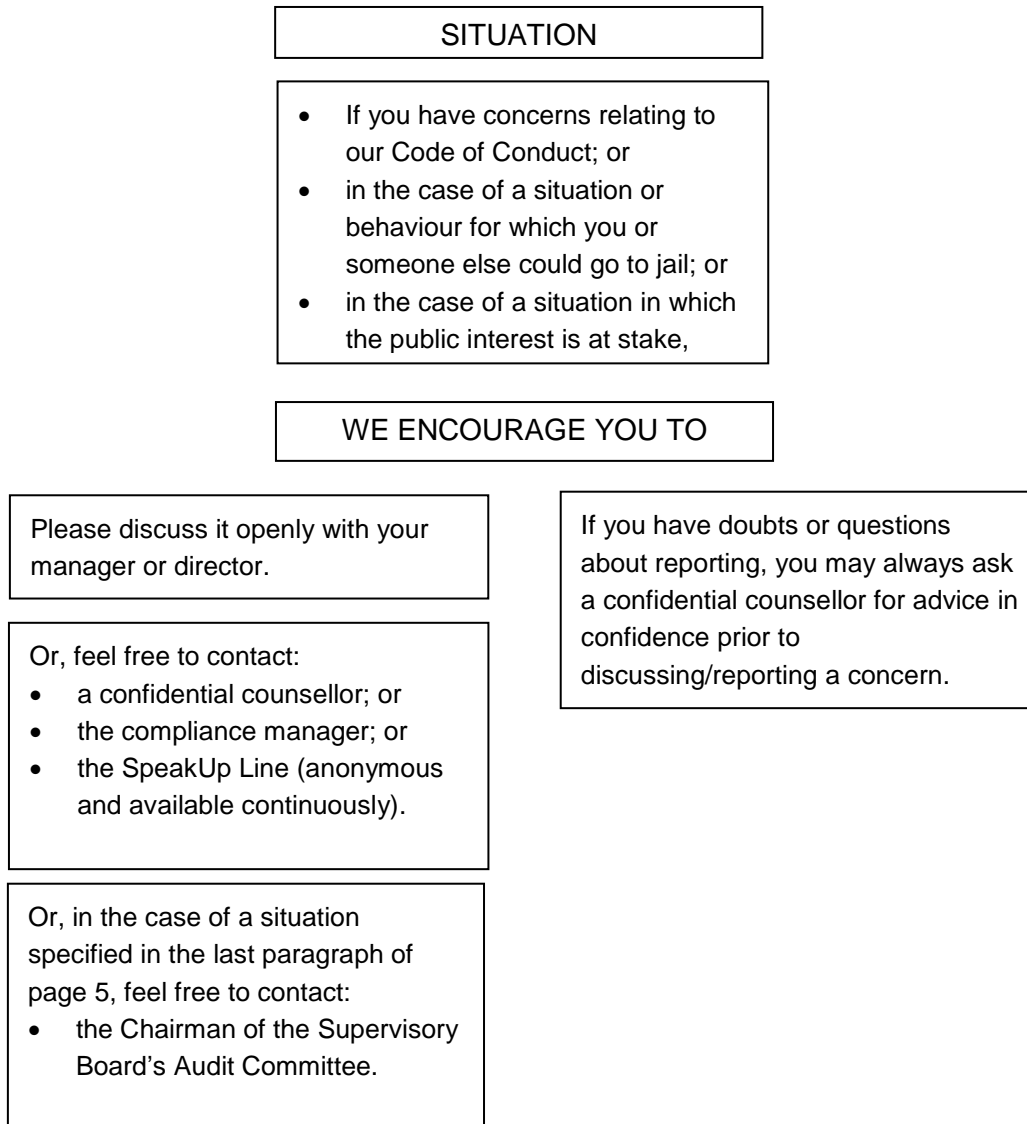 SITUATION
• If you have concerns relating to
our Code of Conduct; or
• in the case of a situation or
behaviour for which you or
someone else could go to jail; or
• in the case of a situation in which
the public interest is at stake,
WE ENCOURAGE YOU TO
Please discuss it openly with your
manager or director.
Or, feel free to contact:
• a confidential counsellor; or
• the compliance manager; or
• the SpeakUp Line (anonymous
and available continuously).
Or, in the case of a situation
specified in the last paragraph of
page 5, feel free to contact:
• the Chairman of the Supervisory
Board’s Audit Committee.
If you have doubts or questions
about reporting, you may always ask
a confidential counsellor for advice in
confidence prior to
discussing/reporting a concern.